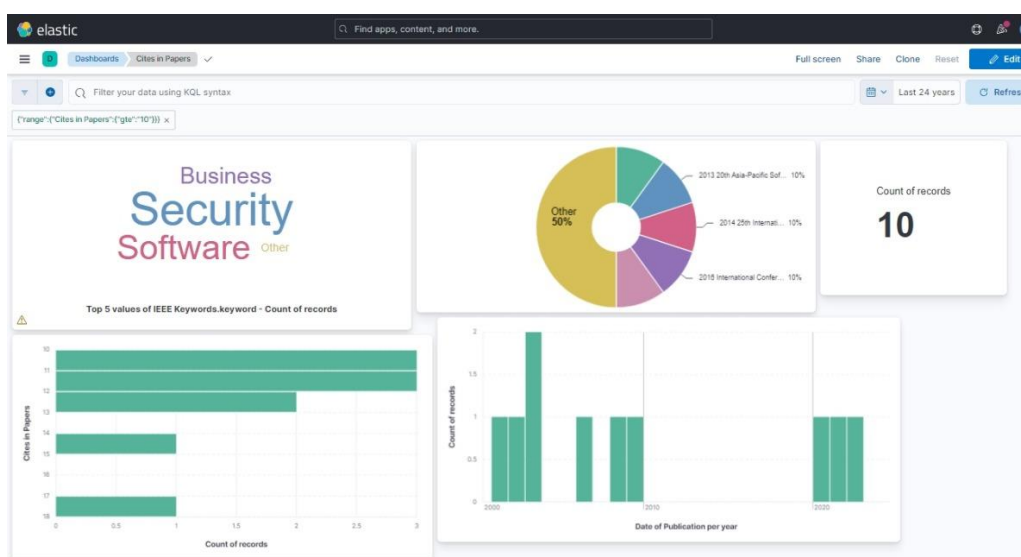 elastic
Find apps, content, and more.
D
Dashboards
Cites in Papers
Full screen
Share
Clone
Reset
Edit
Filter your data using KQL syntax
Last 24 years
Refres
{"range":{"Cites in Papers":{"gte":"10"}}} ×
Business
Security
Software
Other
Top 5 values of IEEE Keywords.keyword - Count of records
Other
50%
2013 20th Asia-Pacific Sof... 10%
2014 25th Internati... 10%
2016 International Confer... 10%
Count of records
10
10
11
12
13
14
15
16
17
18
Cites in Papers
0
0.5
1
1.5
2
2.5
3
Count of records
2
1.5
1
0.5
0
Count of records
2000
2010
2020
Date of Publication per year